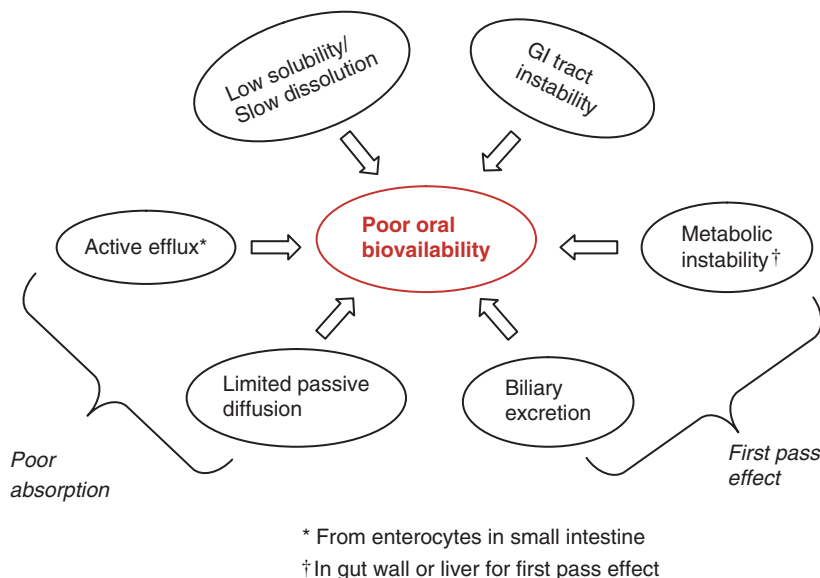 Low solubility/
Slow dissolution
GI tract
instability
Active efflux*
Poor oral
biovailability
Metabolic
instability†
Limited passive
diffusion
Biliary
excretion
Poor
absorption
First pass
effect
* From enterocytes in small intestine
†In gut wall or liver for first pass effect